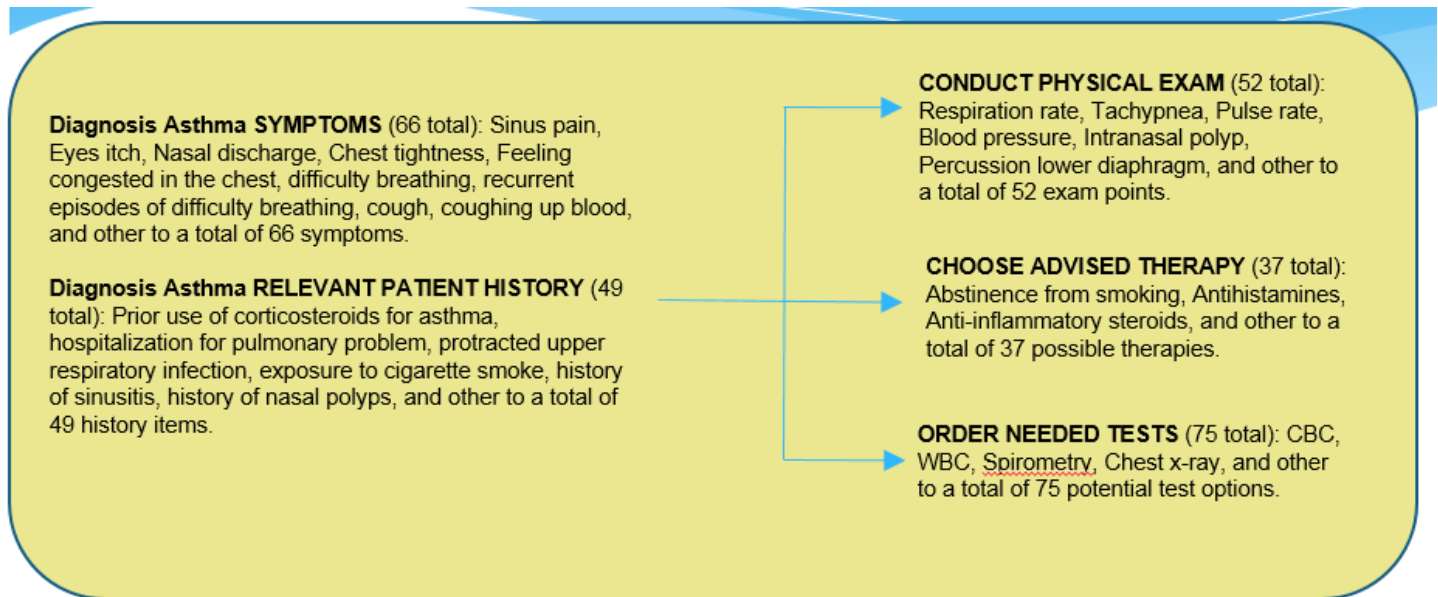 Diagnosis Asthma SYMPTOMS (66 total): Sinus pain,
Eyes itch, Nasal discharge, Chest tightness, Feeling
congested in the chest, difficulty breathing, recurrent
episodes of difficulty breathing, cough, coughing up blood,
and other to a total of 66 symptoms.
Diagnosis Asthma RELEVANT PATIENT HISTORY (49
total): Prior use of corticosteroids for asthma,
hospitalization for pulmonary problem, protracted upper
respiratory infection, exposure to cigarette smoke, history
of sinusitis, history of nasal polyps, and other to a total of
49 history items.
CONDUCT PHYSICAL EXAM (52 total):
Respiration rate, Tachypnea, Pulse rate,
Blood pressure, Intranasal polyp,
Percussion lower diaphragm, and other to
a total of 52 exam points.
CHOOSE ADVISED THERAPY (37 total):
Abstinence from smoking, Antihistamines,
Anti-inflammatory steroids, and other to a
total of 37 possible therapies.
ORDER NEEDED TESTS (75 total): CBC,
WBC, Spirometry, Chest x-ray, and other
to a total of 75 potential test options.